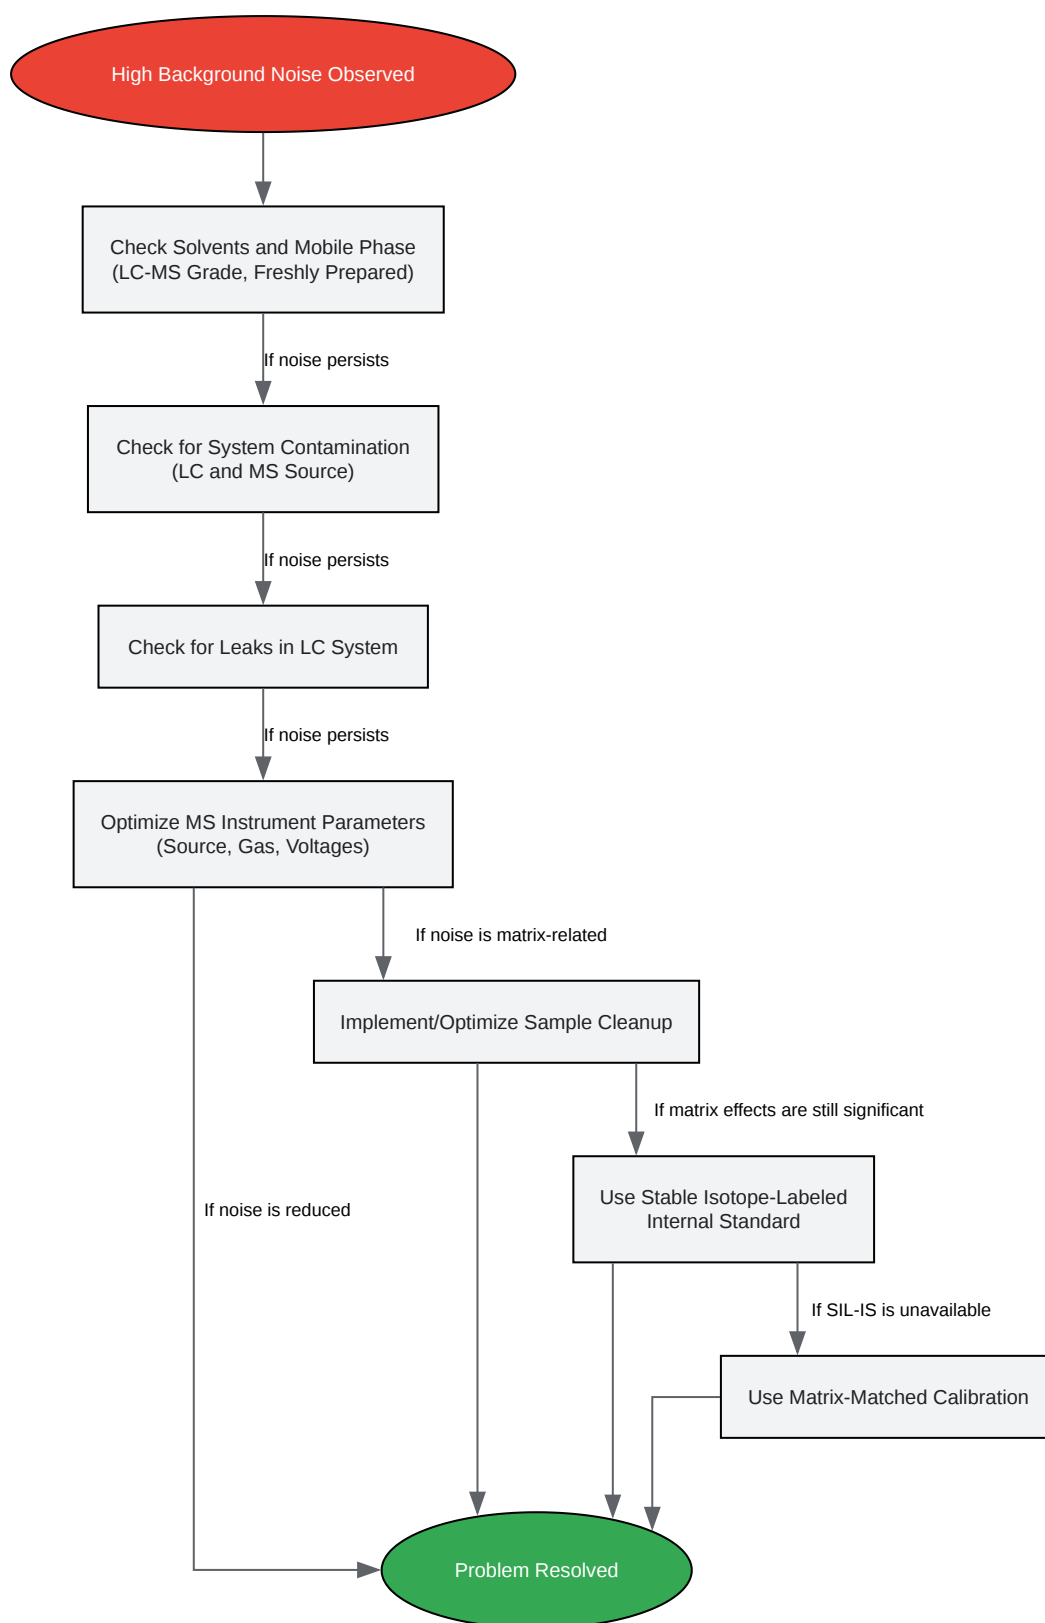 High Background Noise Observed
Check Solvents and Mobile Phase
(LC-MS Grade, Freshly Prepared)
If noise persists
Check for System Contamination
(LC and MS Source)
If noise persists
Check for Leaks in LC System
If noise persists
Optimize MS Instrument Parameters
(Source, Gas, Voltages)
If noise is matrix-related
Implement/Optimize Sample Cleanup
If matrix effects are still significant
Use Stable Isotope-Labeled
Internal Standard
If noise is reduced
If SIL-IS is unavailable
Use Matrix-Matched Calibration
Problem Resolved